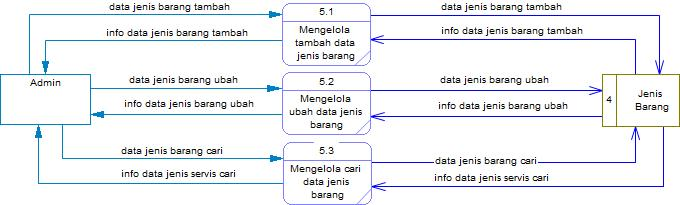 data jenis barang tambah
5.1
data jenis barang tambah
info data jenis barang tambah
Mengelola
tambah data
jenis barang
info data jenis barang tambah
Admin
data jenis barang ubah
5.2
data jenis barang ubah
info data jenis barang ubah
Mengelola
ubah data jenis
barang
info data jenis barang ubah
4
Jenis
Barang
data jenis barang cari
5.3
data jenis barang cari
info data jenis servis cari
Mengelola cari
data jenis
barang
info data jenis servis cari